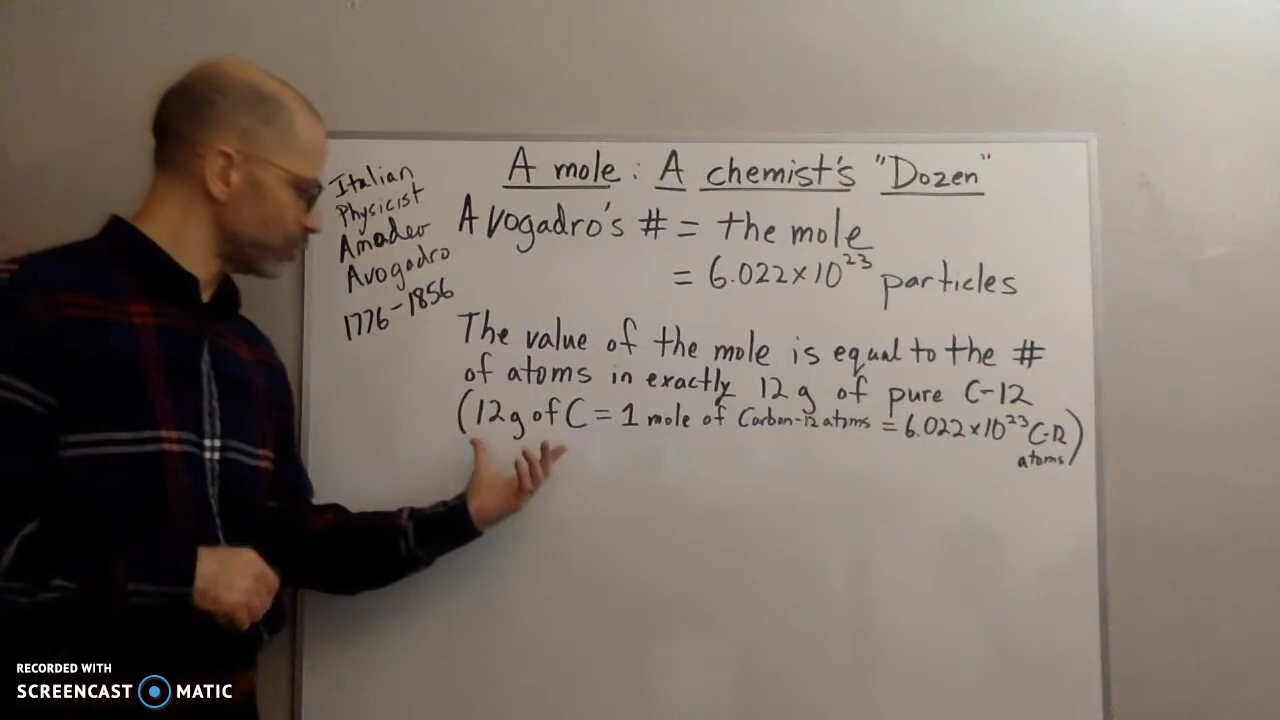 A mole: A chemist's "Dozen"
Italian
Physicist
Amadeo
Avogadro
1776-1856
Avogadro's # = the mole
= 6.022×10²³ particles
The value of the mole is equal to the #
of atoms in exactly 12 g of pure C-12
(12g of C = 1 mole of Carbon-12 atoms = 6.022×10²³ C-12
atoms)
RECORDED WITH
SCREENCAST MATIC